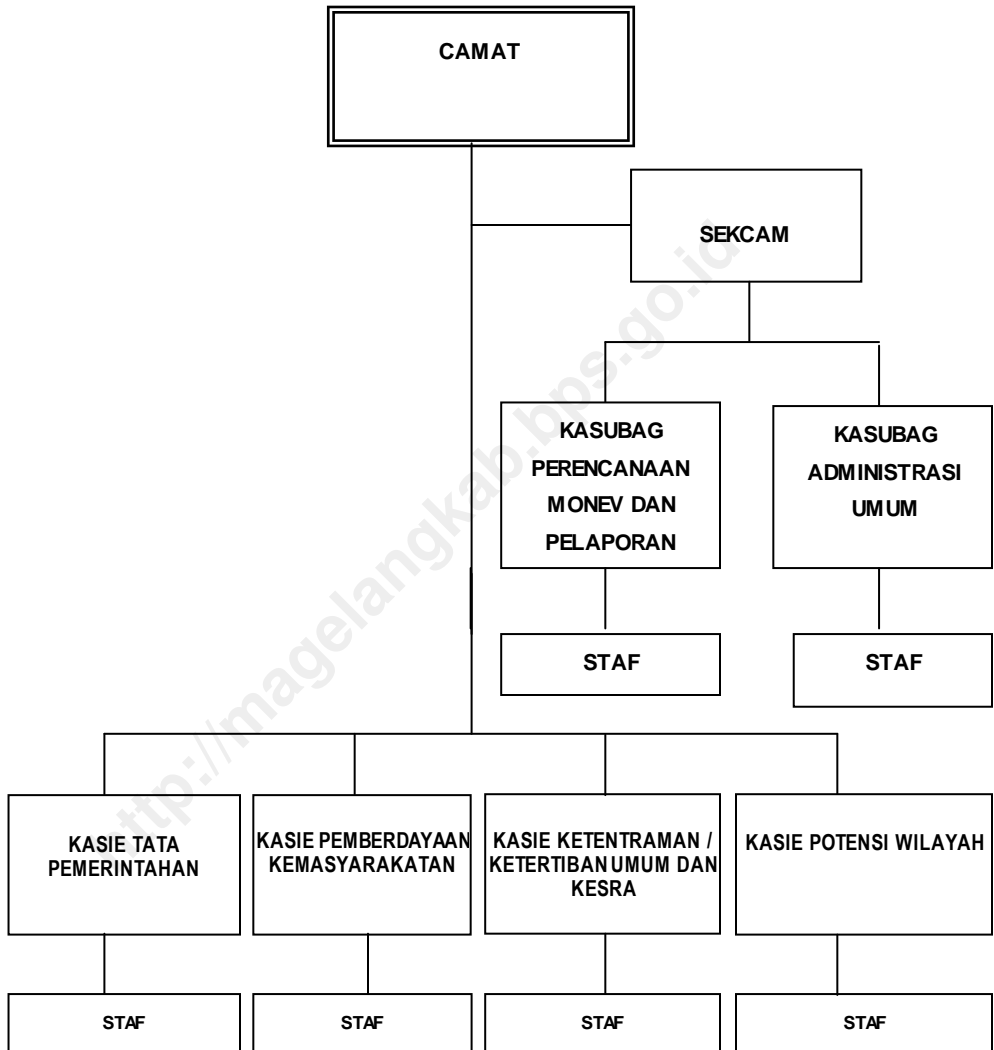 CAMAT
SEKCAM
KASUBAG
PERENCANAAN
MONEV DAN
PELAPORAN
KASUBAG
ADMINISTRASI
UMUM
STAF
STAF
KASIE TATA
PEMERINTAHAN
KASIE PEMBERDAYAAN
KEMASYARAKATAN
KASIE KETENTRAMAN /
KETERTIBAN UMUM DAN
KESRA
KASIE POTENSI WILAYAH
STAF
STAF
STAF
STAF
http://magelangkab.bps.go.id